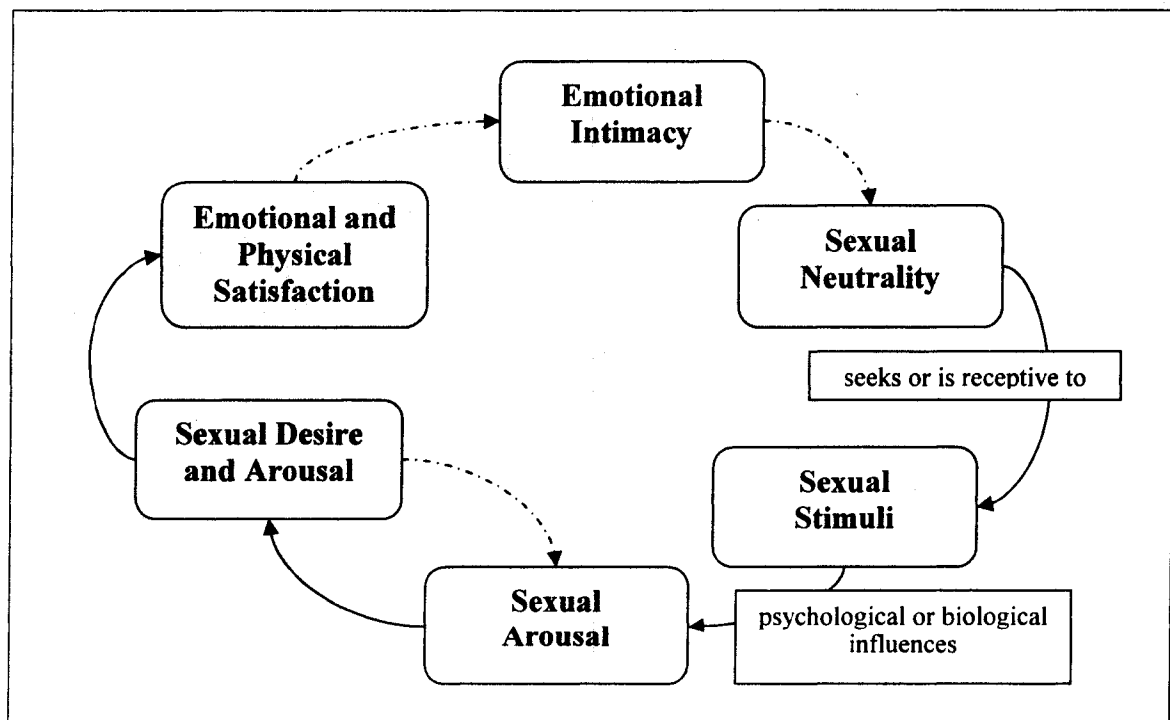 Emotional
Intimacy
Emotional and
Physical
Satisfaction
Sexual
Neutrality
seeks or is receptive to
Sexual Desire
and Arousal
Sexual
Stimuli
Sexual
Arousal
psychological or biological
influences